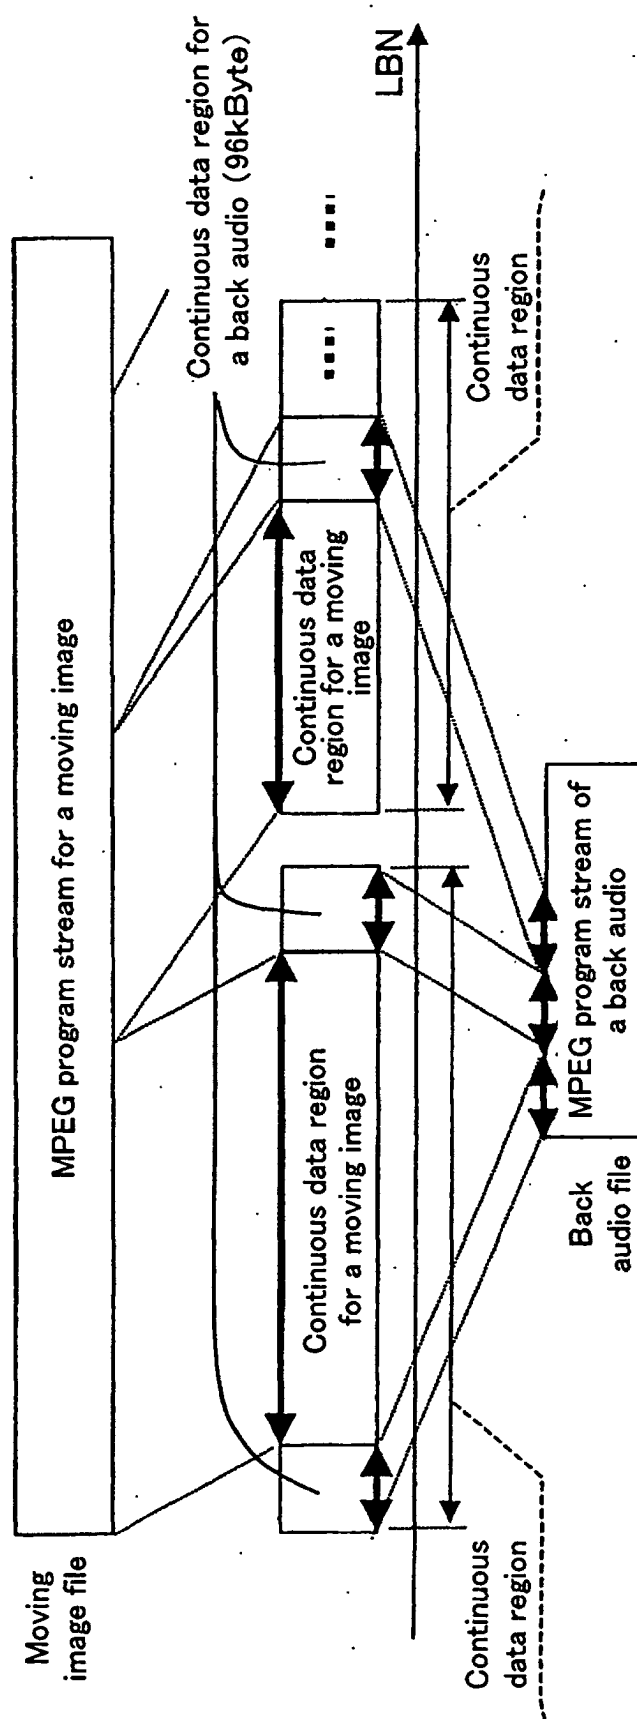 Moving
image file
MPEG program stream for a moving image
Continuous data region for
a back audio (96kByte)
Continuous data region
for a moving image
Continuous data
region for a moving
image
LBN
Continuous
data region
Continuous
data region
Back
audio file
MPEG program stream of
a back audio